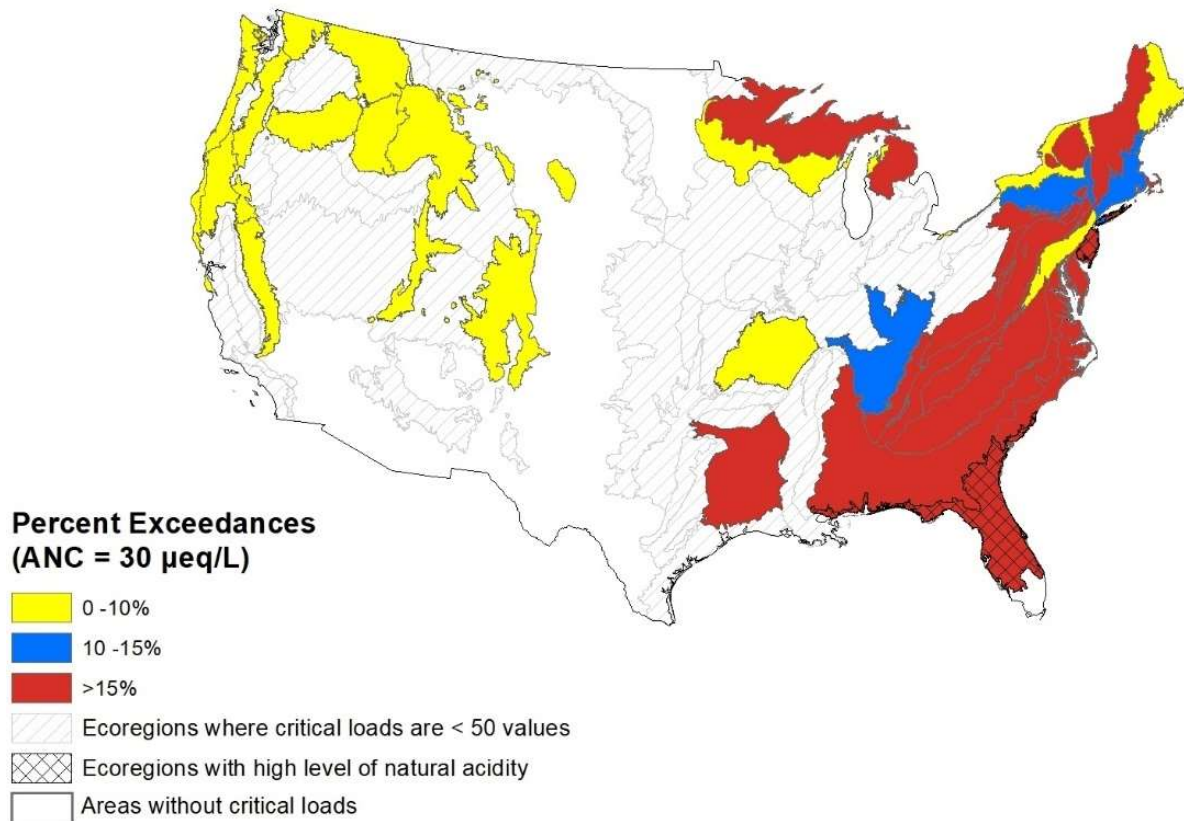 Percent Exceedances
(ANC = 30 µeq/L)
0 -10%
10 -15%
>15%
Ecoregions where critical loads are < 50 values
Ecoregions with high level of natural acidity
Areas without critical loads